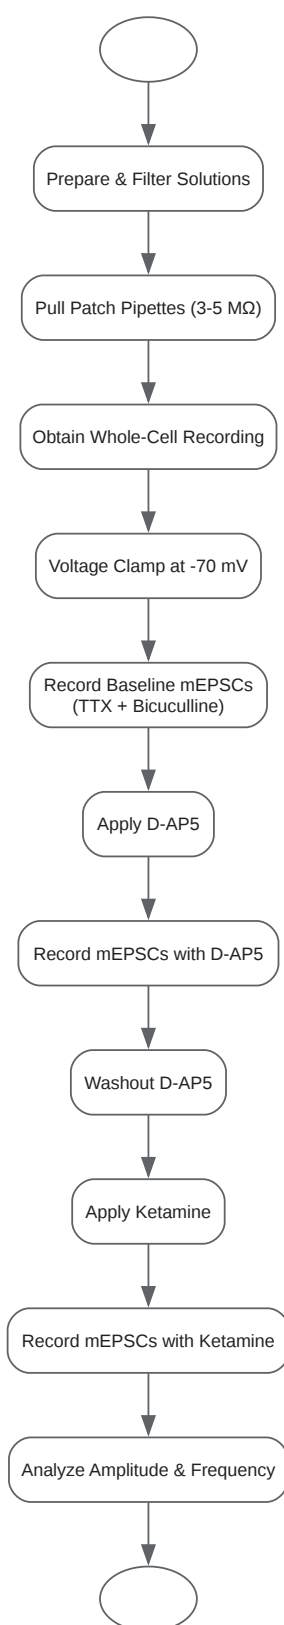 Prepare & Filter Solutions
Pull Patch Pipettes (3-5 MΩ)
Obtain Whole-Cell Recording
Voltage Clamp at -70 mV
Record Baseline mEPSCs
(TTX + Bicuculline)
Apply D-AP5
Record mEPSCs with D-AP5
Washout D-AP5
Apply Ketamine
Record mEPSCs with Ketamine
Analyze Amplitude & Frequency